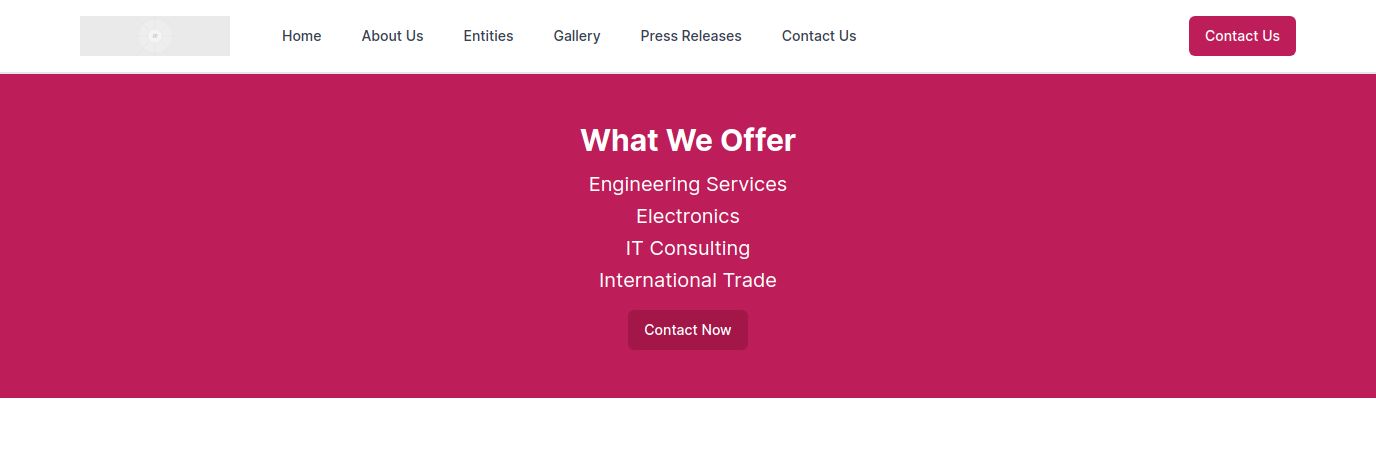 Home About Us Entities Gallery Press Releases Contact Us Contact Us
What We Offer
Engineering Services
Electronics
IT Consulting
International Trade
Contact Now